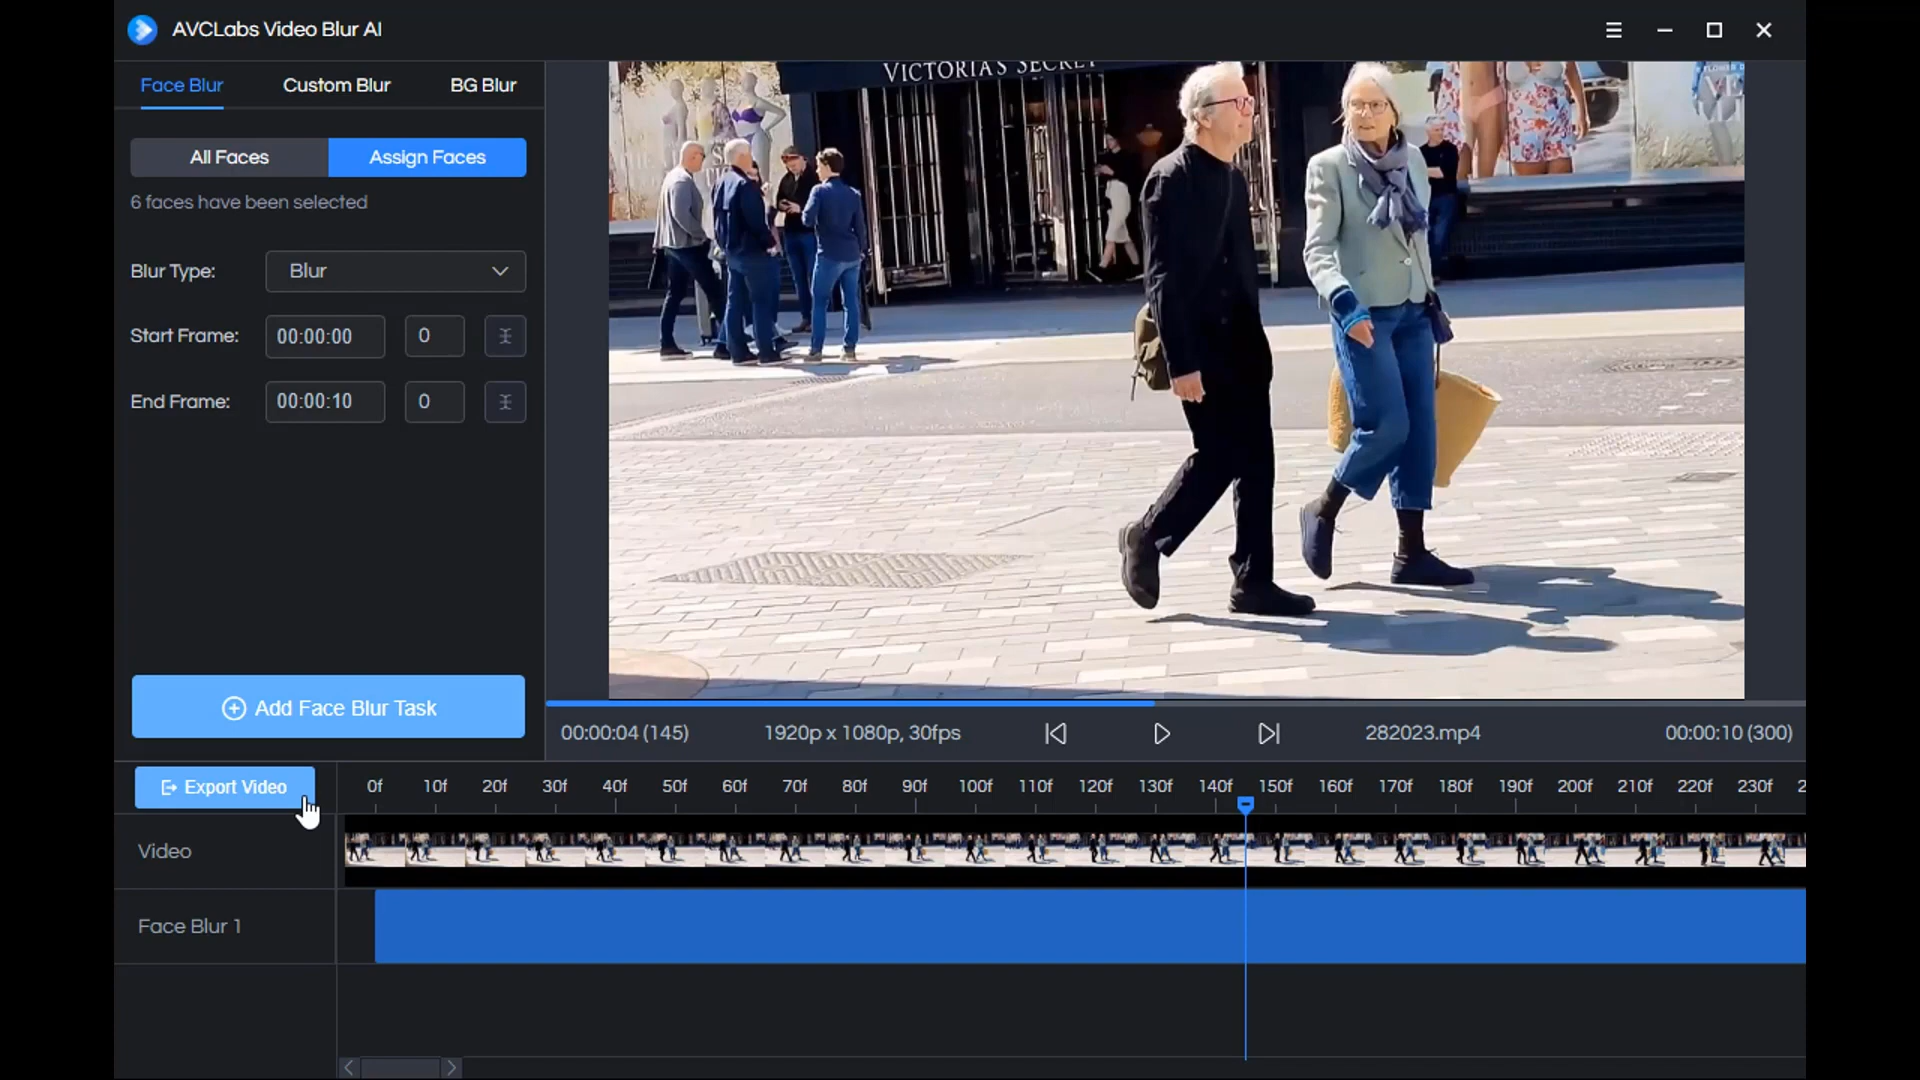 AVCLabs Video Blur AI
Face Blur Custom Blur BG Blur
All Faces Assign Faces
6 faces have been selected
Blur Type: Blur
Start Frame: 00:00:00 0
End Frame: 00:00:10 0
Add Face Blur Task
VICTORIA'S SECRET
00:00:04 (145) 1920p x 1080p, 30fps 282023.mp4 00:00:10 (300)
Export Video
0f 10f 20f 30f 40f 50f 60f 70f 80f 90f 100f 110f 120f 130f 140f 150f 160f 170f 180f 190f 200f 210f 220f 230f 2
Video
Face Blur 1